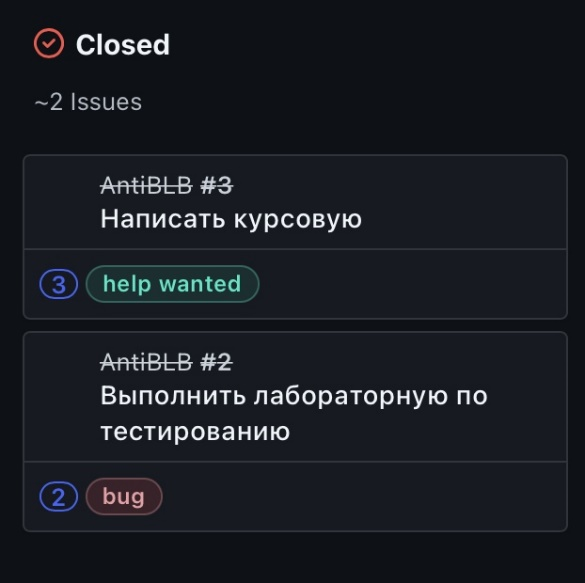 Closed
~2 Issues
AntiBLB #3
Написать курсовую
3 help wanted
AntiBLB #2
Выполнить лабораторную по
тестированию
2 bug